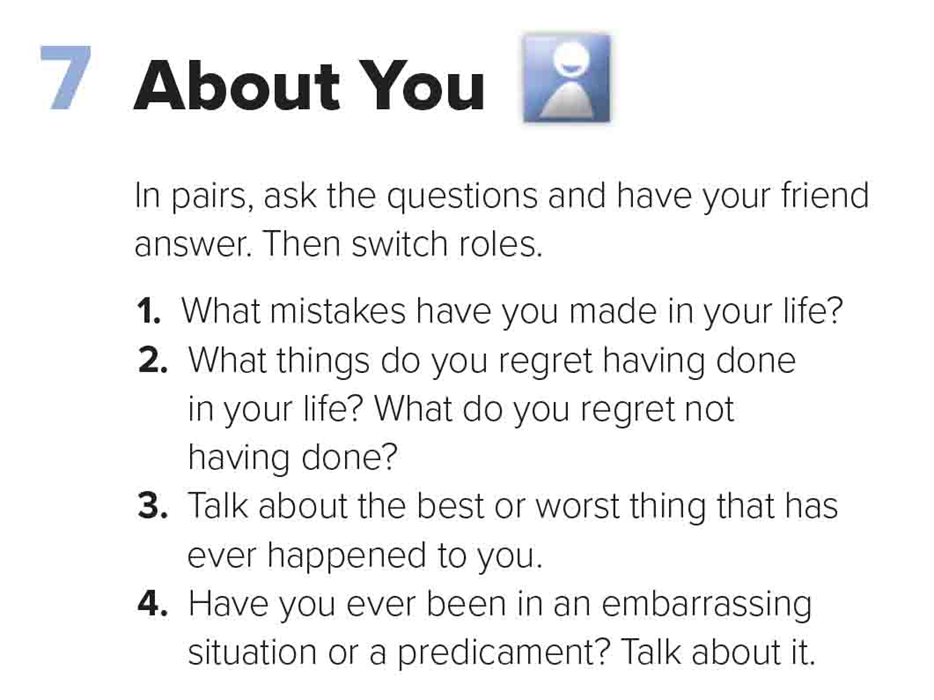 7 About You
In pairs, ask the questions and have your friend
answer. Then switch roles.
1. What mistakes have you made in your life?
2. What things do you regret having done
in your life? What do you regret not
having done?
3. Talk about the best or worst thing that has
ever happened to you.
4. Have you ever been in an embarrassing
situation or a predicament? Talk about it.